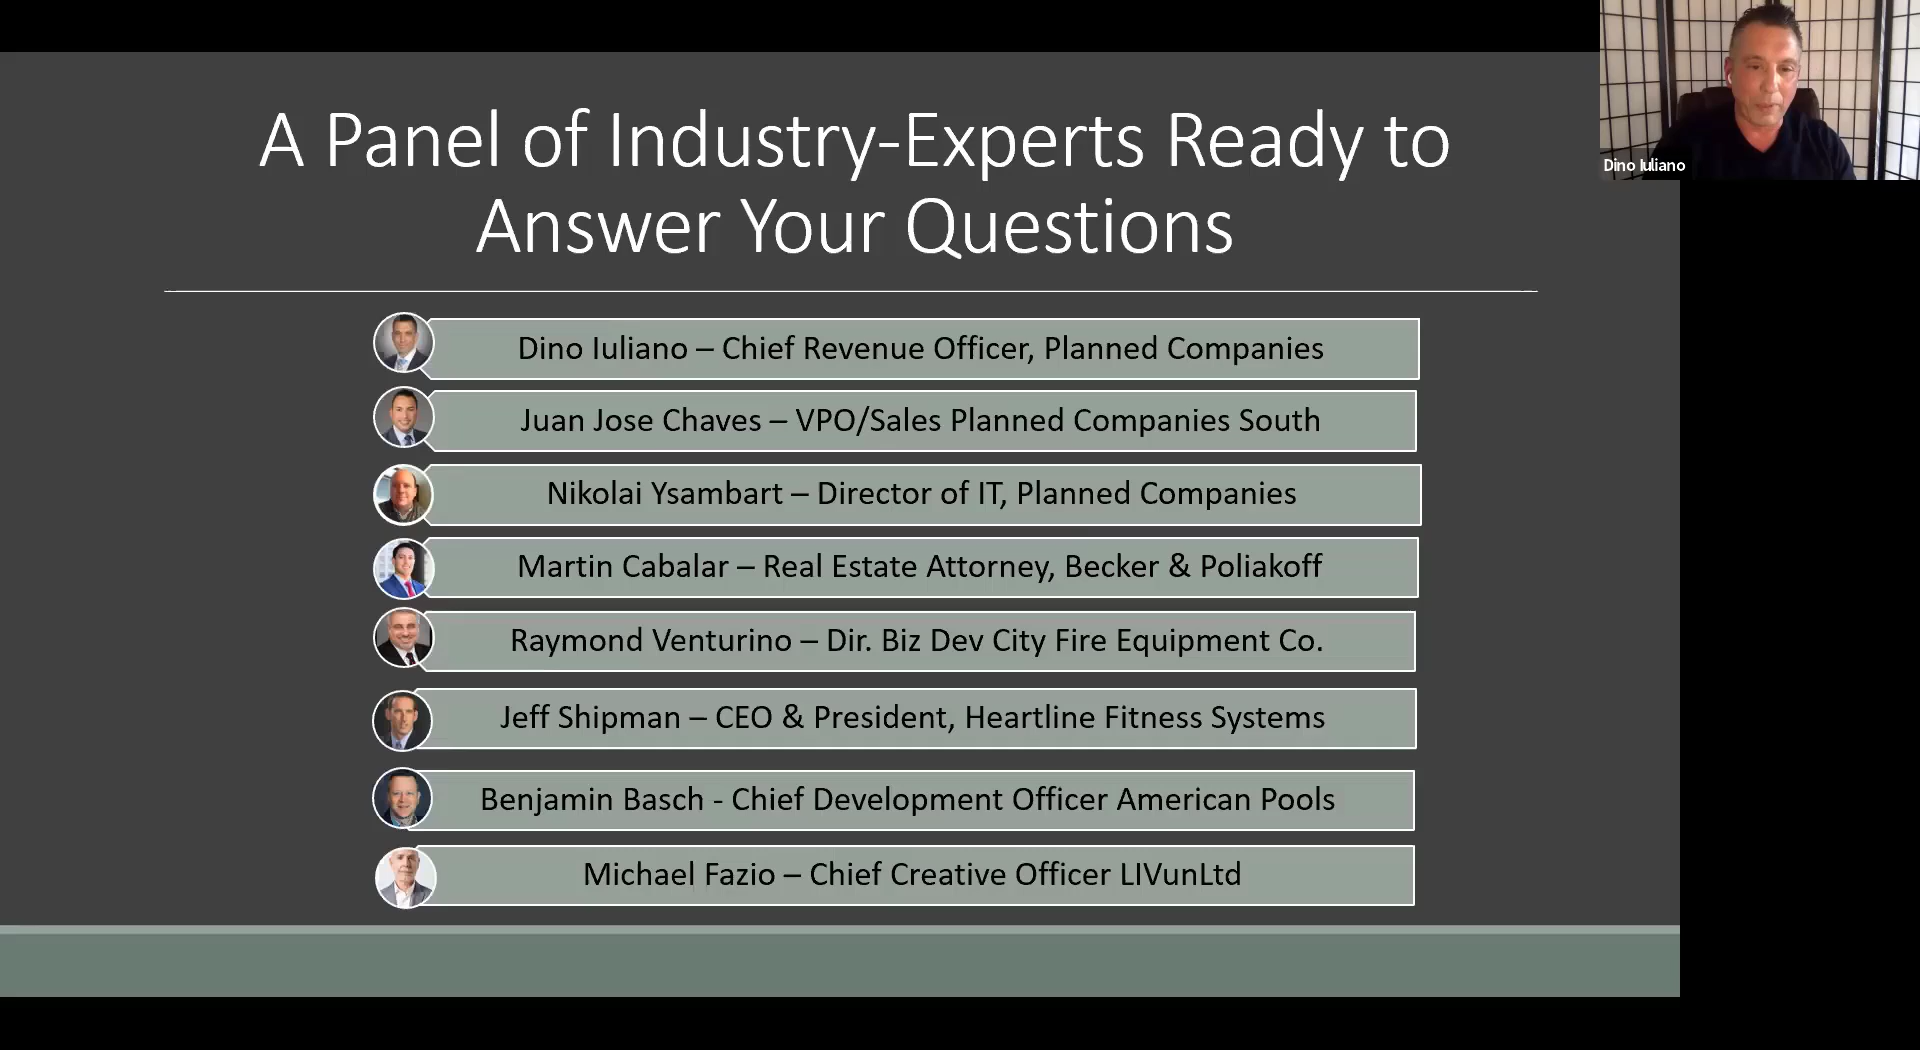 A Panel of Industry-Experts Ready to
Answer Your Questions
Dino Iuliano
Dino Iuliano – Chief Revenue Officer, Planned Companies
Juan Jose Chaves – VPO/Sales Planned Companies South
Nikolai Ysambart – Director of IT, Planned Companies
Martin Cabalar – Real Estate Attorney, Becker & Poliakoff
Raymond Venturino – Dir. Biz Dev City Fire Equipment Co.
Jeff Shipman – CEO & President, Heartline Fitness Systems
Benjamin Basch - Chief Development Officer American Pools
Michael Fazio – Chief Creative Officer LIVunLtd